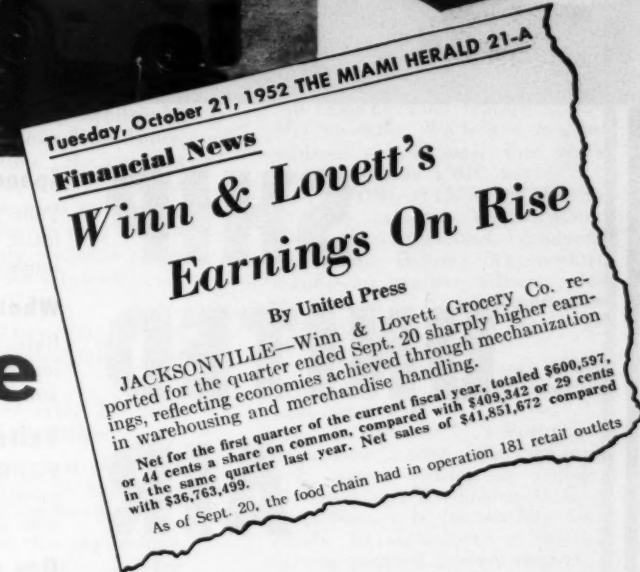 Tuesday, October 21, 1952 THE MIAMI HERALD 21-A
Financial News
Winn & Lovett's
Earnings On Rise
By United Press
JACKSONVILLE—Winn & Lovett Grocery Co. re-
ported for the quarter ended Sept. 20 sharply higher earn-
ings, reflecting economies achieved through mechanization
in warehousing and merchandise handling.
Net for the first quarter of the current fiscal year, totaled $600,597,
or 44 cents a share on common, compared with $409,342 or 29 cents
in the same quarter last year. Net sales of $41,851,672 compared
with $36,763,499.
As of Sept. 20, the food chain had in operation 181 retail outlets
e